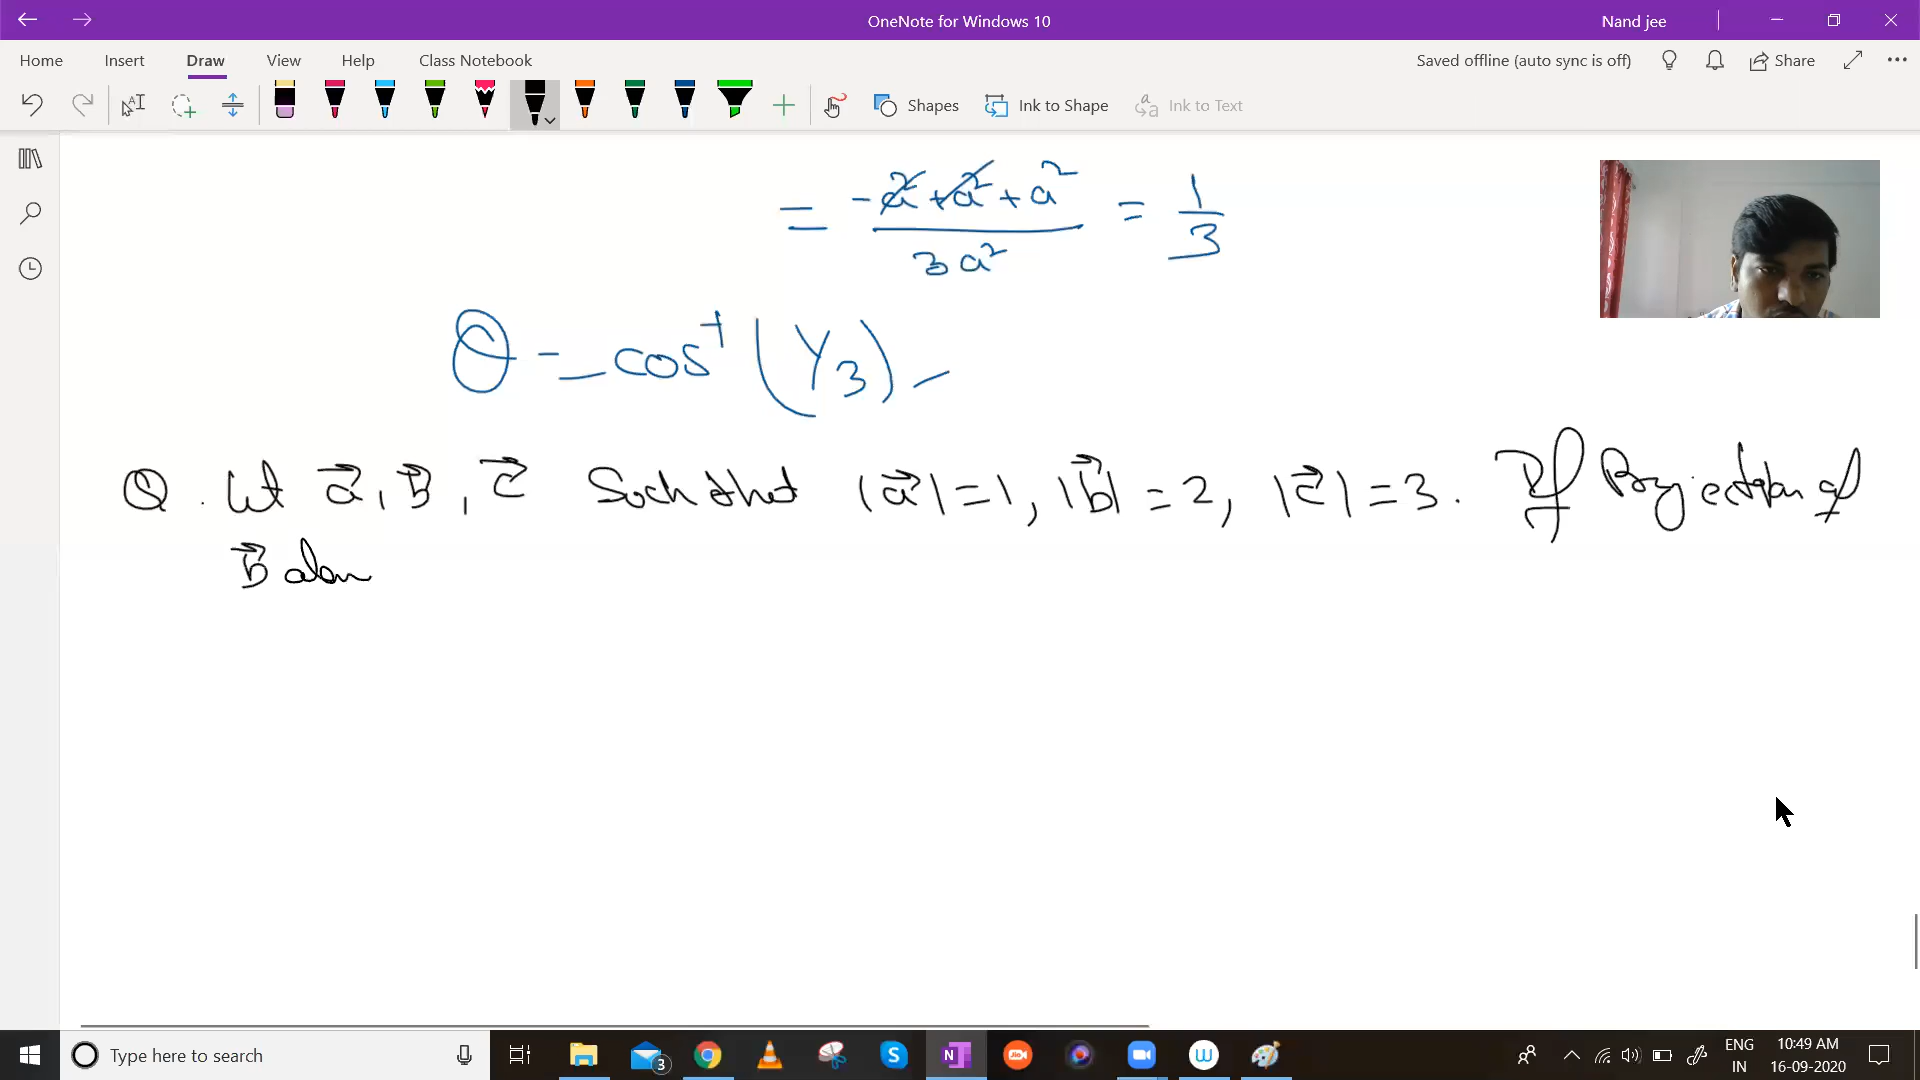 OneNote for Windows 10
Nand jee
Home Insert Draw View Help Class Notebook
Saved offline (auto sync is off) Share
Shapes Ink to Shape Ink to Text
= -a² + a² + a² / 3a² = 1/3
θ = cos⁻¹ (1/3)
Q. Let a⃗, b⃗, c⃗ Such that |a⃗| = 1, |b⃗| = 2, |c⃗| = 3. If Projection of
b⃗ alon
Type here to search
3
ENG
IN
10:49 AM
16-09-2020